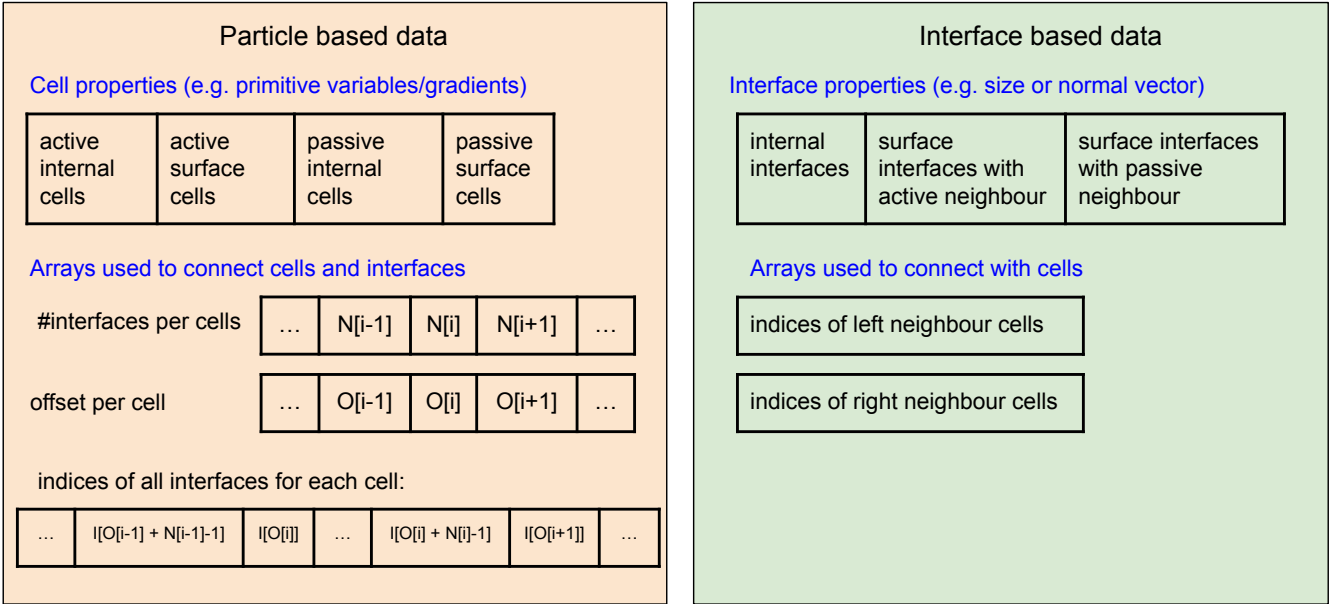 Particle based data
Cell properties (e.g. primitive variables/gradients)
active internal cells
active surface cells
passive internal cells
passive surface cells
Arrays used to connect cells and interfaces
#interfaces per cells
… N[i-1] N[i] N[i+1] …
offset per cell
… O[i-1] O[i] O[i+1] …
indices of all interfaces for each cell:
… I[O[i-1] + N[i-1]-1] I[O[i]] … I[O[i] + N[i]-1] I[O[i+1]] …
Interface based data
Interface properties (e.g. size or normal vector)
internal interfaces
surface interfaces with active neighbour
surface interfaces with passive neighbour
Arrays used to connect with cells
indices of left neighbour cells
indices of right neighbour cells